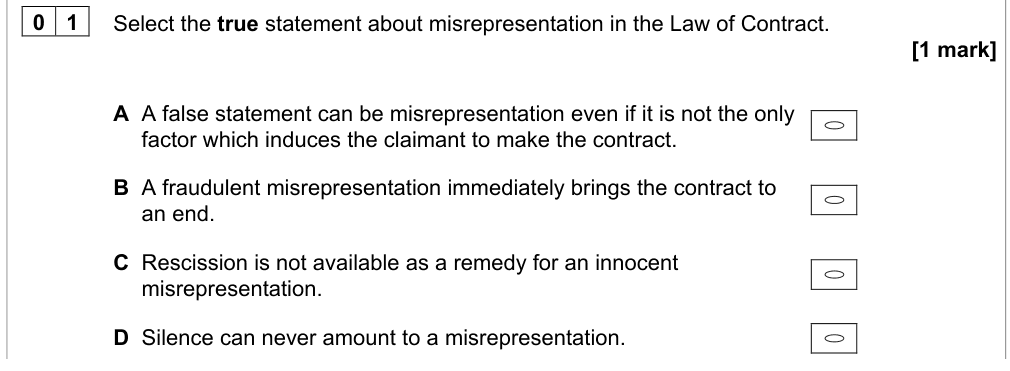 0 1 Select the true statement about misrepresentation in the Law of Contract.
[1 mark]
A A false statement can be misrepresentation even if it is not the only
factor which induces the claimant to make the contract.
B A fraudulent misrepresentation immediately brings the contract to
an end.
C Rescission is not available as a remedy for an innocent
misrepresentation.
D Silence can never amount to a misrepresentation.